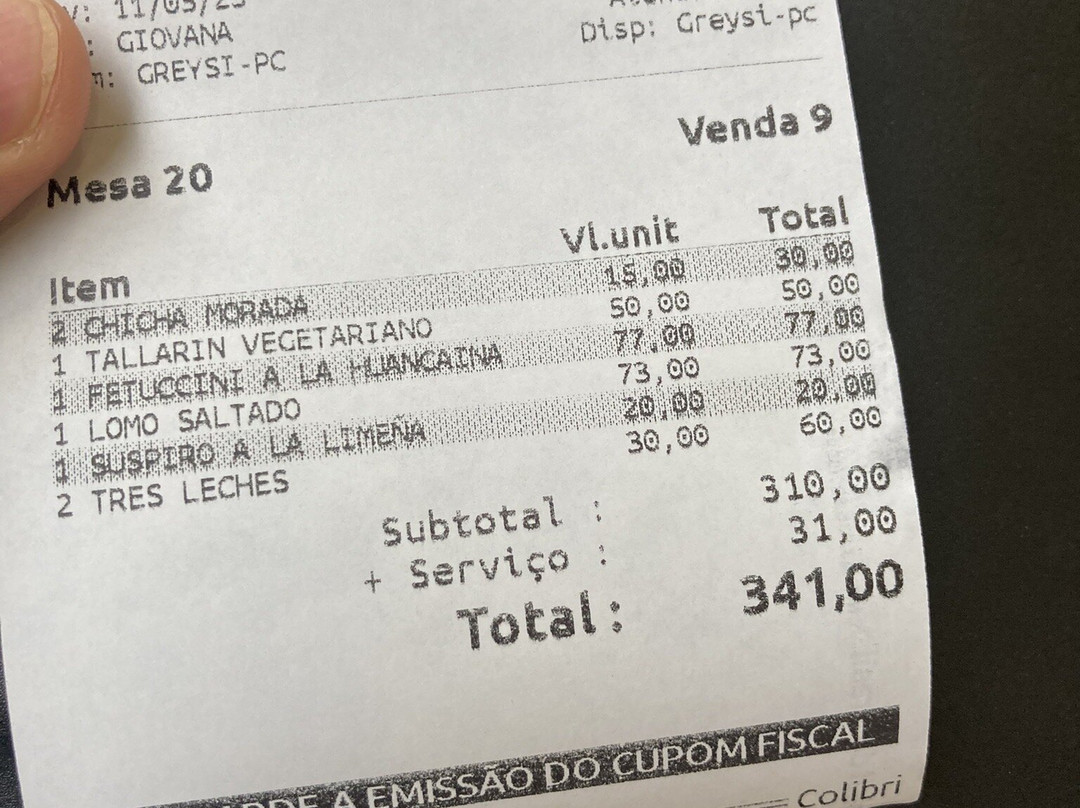 11/05/23
: GIOVANA
m: GREYSI-PC
Disp: Greysi-pc
Venda 9
Mesa 20
Item Vl.unit Total
2 CHICHA MORADA 15,00 30,00
1 TALLARIN VEGETARIANO 50,00 50,00
1 FETUCCINI A LA HUANCAINA 77,00 77,00
1 LOMO SALTADO 73,00 73,00
1 SUSPIRO A LA LIMEÑA 20,00 20,00
2 TRES LECHES 30,00 60,00
Subtotal : 310,00
+ Serviço : 31,00
Total: 341,00
A EMISSÃO DO CUPOM FISCAL
Colibri